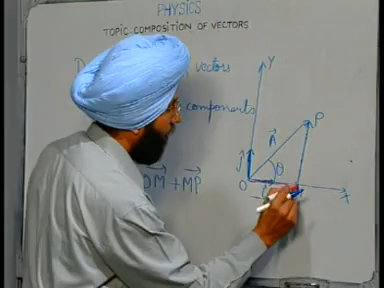 PHYSICS
TOPIC COMPOSITION OF VECTORS
vectors
components
OM + MP
Y
P
A
j
θ
O
X